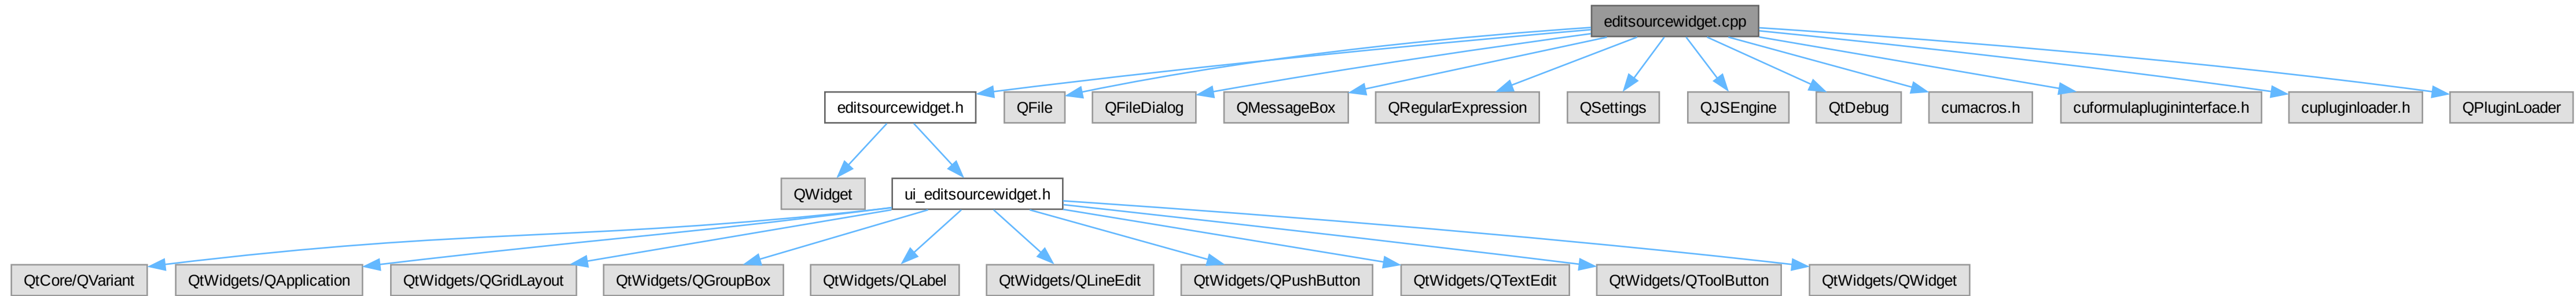 editsourcewidget.cpp
editsourcewidget.h
QFile
QFileDialog
QMessageBox
QRegularExpression
QSettings
QJSEngine
QtDebug
cumacros.h
cuformulaplugininterface.h
cupluginloader.h
QPluginLoader
QWidget
ui_editsourcewidget.h
QtCore/QVariant
QtWidgets/QApplication
QtWidgets/QGridLayout
QtWidgets/QGroupBox
QtWidgets/QLabel
QtWidgets/QLineEdit
QtWidgets/QPushButton
QtWidgets/QTextEdit
QtWidgets/QToolButton
QtWidgets/QWidget